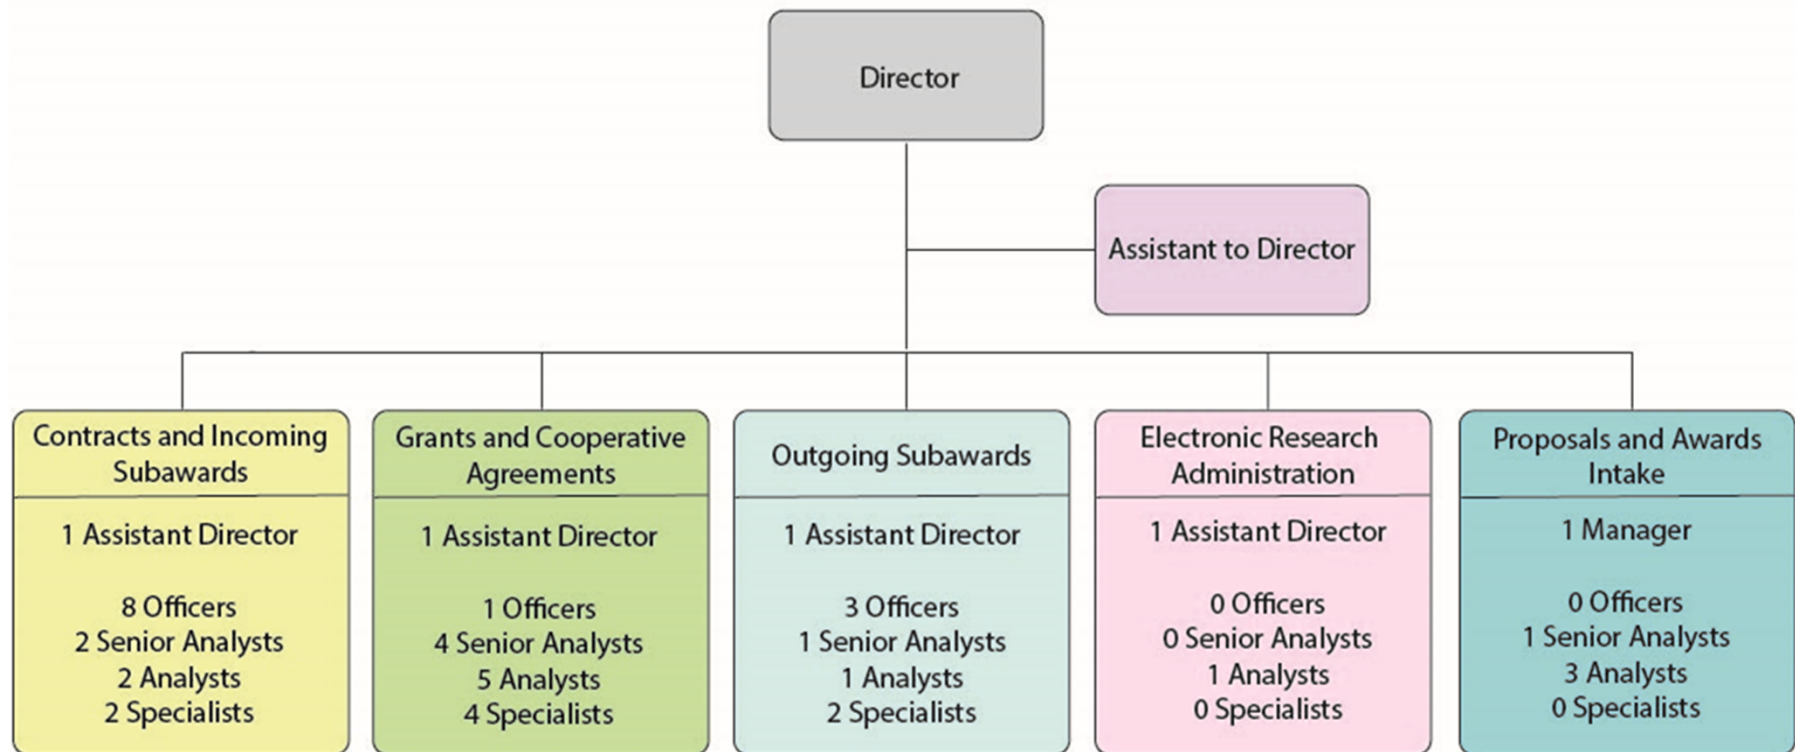 Director
Assistant to Director
Contracts and Incoming
Subawards
1 Assistant Director
8 Officers
2 Senior Analysts
2 Analysts
2 Specialists
Grants and Cooperative
Agreements
1 Assistant Director
1 Officers
4 Senior Analysts
5 Analysts
4 Specialists
Outgoing Subawards
1 Assistant Director
3 Officers
1 Senior Analysts
1 Analysts
2 Specialists
Electronic Research
Administration
1 Assistant Director
0 Officers
0 Senior Analysts
1 Analysts
0 Specialists
Proposals and Awards
Intake
1 Manager
0 Officers
1 Senior Analysts
3 Analysts
0 Specialists